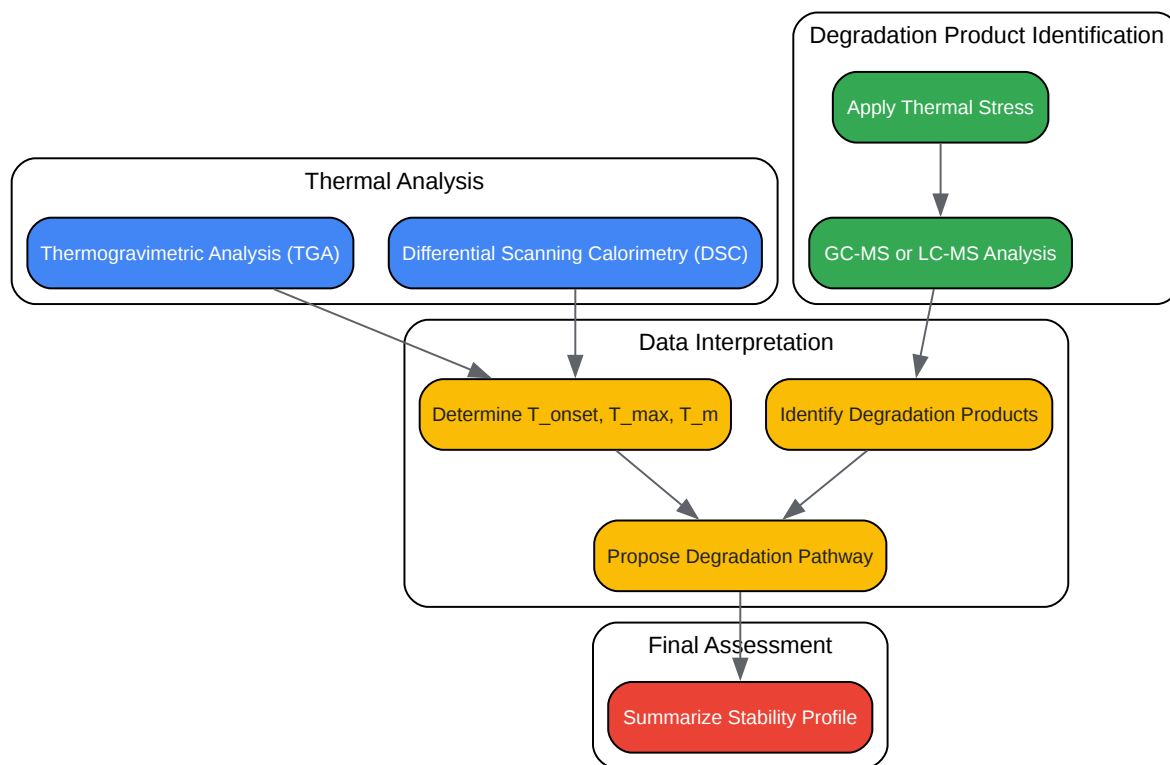 Degradation Product Identification
Apply Thermal Stress
Thermal Analysis
Thermogravimetric Analysis (TGA)
Differential Scanning Calorimetry (DSC)
GC-MS or LC-MS Analysis
Data Interpretation
Determine T_onset, T_max, T_m
Identify Degradation Products
Propose Degradation Pathway
Final Assessment
Summarize Stability Profile